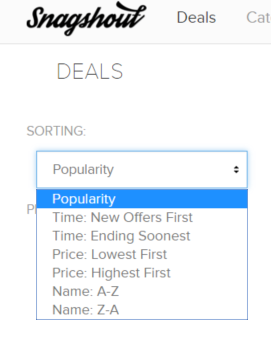 Snagshout Deals Cat
DEALS
SORTING:
Popularity
Popularity
Time: New Offers First
Time: Ending Soonest
Price: Lowest First
Price: Highest First
Name: A-Z
Name: Z-A